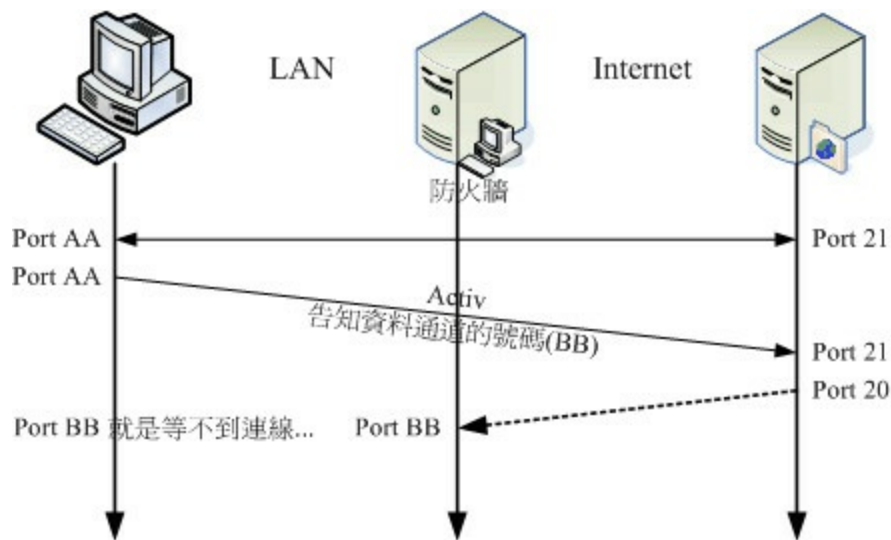 LAN
Internet
防火牆
Port AA
Port 21
Port AA
Activ
告知資料通道的號碼(BB)
Port 21
Port 20
Port BB 就是等不到連線...
Port BB